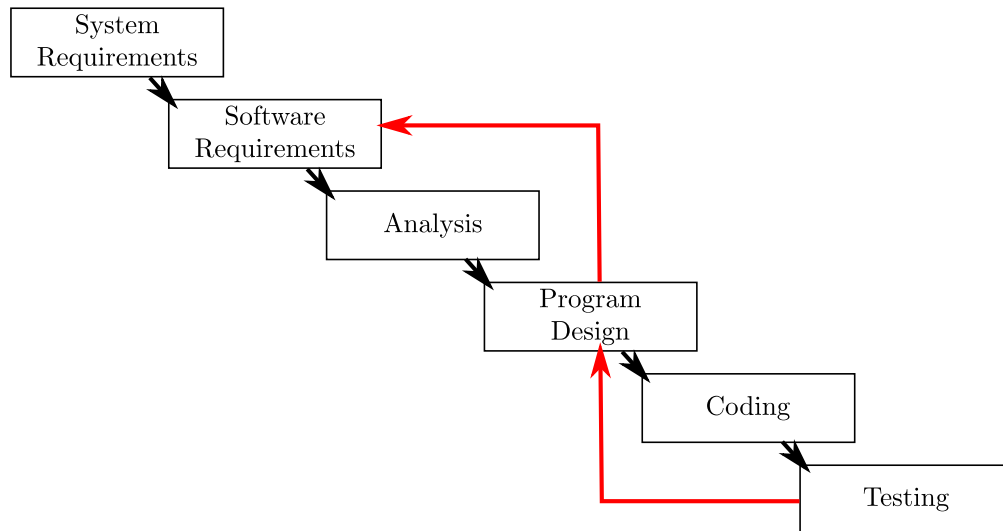 System
Requirements
Software
Requirements
Analysis
Program
Design
Coding
Testing